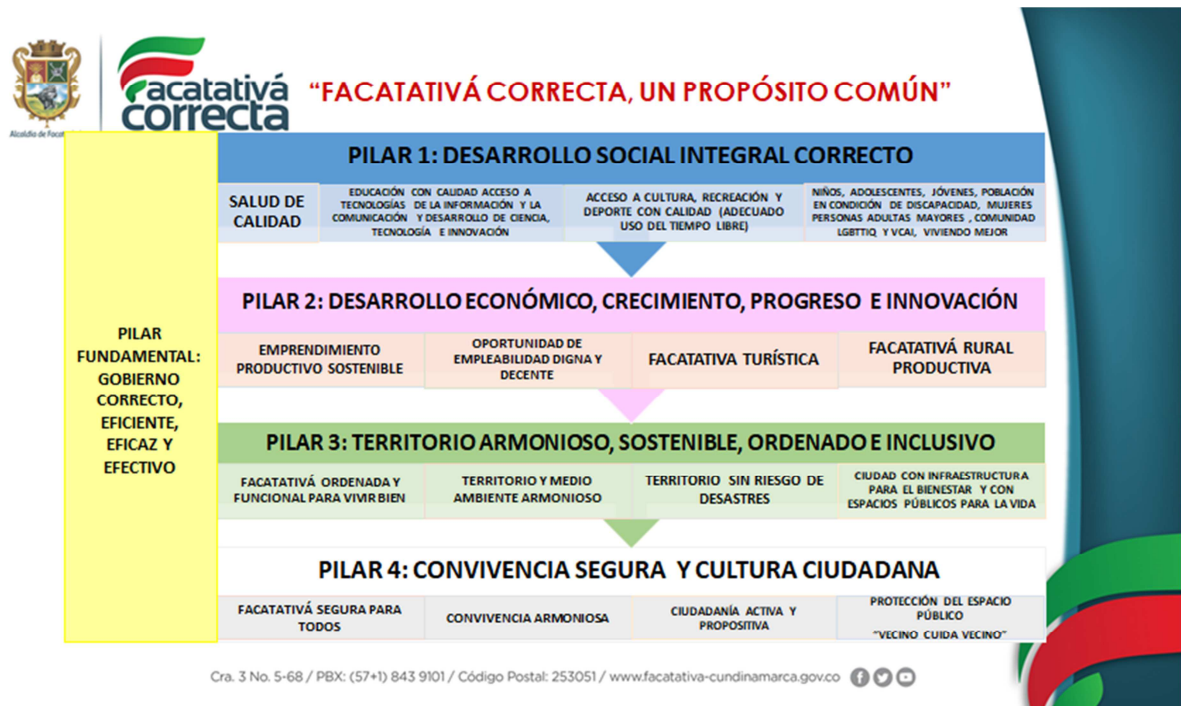 Alcaldía de Facat
Facatativá
correcta
“FACATATIVÁ CORRECTA, UN PROPÓSITO COMÚN”
PILAR
FUNDAMENTAL:
GOBIERNO
CORRECTO,
EFICIENTE,
EFICAZ Y
EFECTIVO
PILAR 1: DESARROLLO SOCIAL INTEGRAL CORRECTO
SALUD DE
CALIDAD
EDUCACIÓN CON CALIDAD ACCESO A
TECNOLOGÍAS DE LA INFORMACIÓN Y LA
COMUNICACIÓN Y DESARROLLO DE CIENCIA,
TECNOLOGÍA E INNOVACIÓN
ACCESO A CULTURA, RECREACIÓN Y
DEPORTE CON CALIDAD (ADECUADO
USO DEL TIEMPO LIBRE)
NIÑOS, ADOLESCENTES, JÓVENES, POBLACIÓN
EN CONDICIÓN DE DISCAPACIDAD, MUJERES
PERSONAS ADULTAS MAYORES , COMUNIDAD
LGBTTIQ Y VCAI, VIVIENDO MEJOR
PILAR 2: DESARROLLO ECONÓMICO, CRECIMIENTO, PROGRESO E INNOVACIÓN
EMPRENDIMIENTO
PRODUCTIVO SOSTENIBLE
OPORTUNIDAD DE
EMPLEABILIDAD DIGNA Y
DECENTE
FACATATIVA TURÍSTICA
FACATATIVÁ RURAL
PRODUCTIVA
PILAR 3: TERRITORIO ARMONIOSO, SOSTENIBLE, ORDENADO E INCLUSIVO
FACATATIVÁ ORDENADA Y
FUNCIONAL PARA VIVIR BIEN
TERRITORIO Y MEDIO
AMBIENTE ARMONIOSO
TERRITORIO SIN RIESGO DE
DESASTRES
CIUDAD CON INFRAESTRUCTURA
PARA EL BIENESTAR Y CON
ESPACIOS PÚBLICOS PARA LA VIDA
PILAR 4: CONVIVENCIA SEGURA Y CULTURA CIUDADANA
FACATATIVÁ SEGURA PARA
TODOS
CONVIVENCIA ARMONIOSA
CIUDADANÍA ACTIVA Y
PROPOSITIVA
PROTECCIÓN DEL ESPACIO
PÚBLICO
“VECINO CUIDA VECINO”
Cra. 3 No. 5-68 / PBX: (57+1) 843 9101 / Código Postal: 253051 / www.facatativa-cundinamarca.gov.co